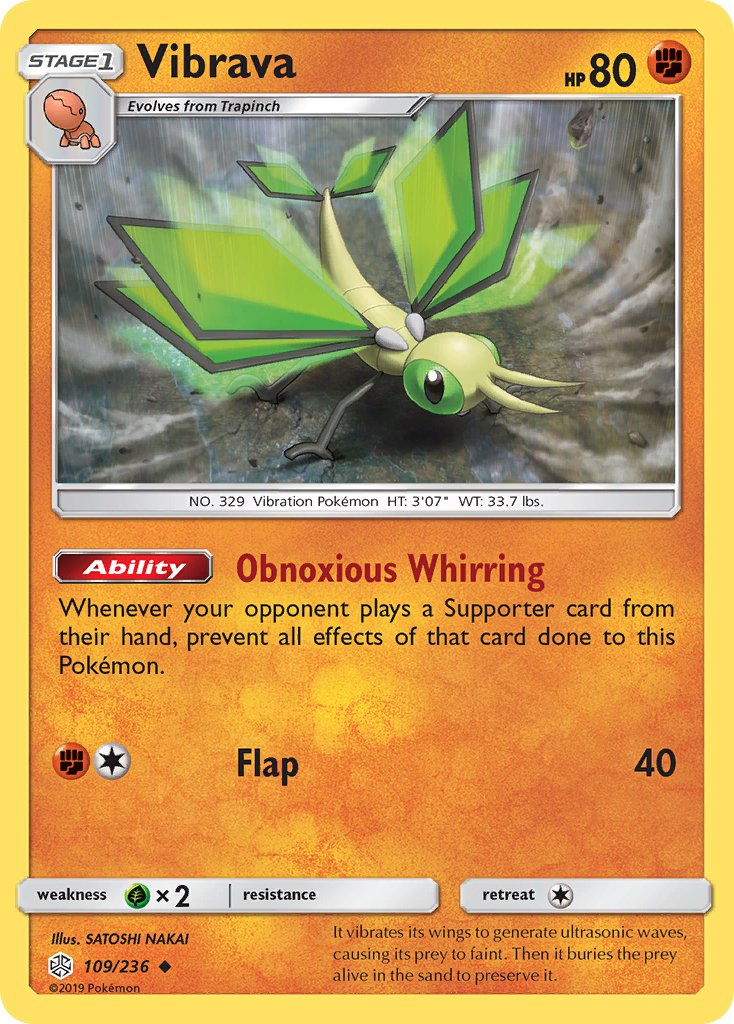 STAGE1
Vibrava
HP80
Evolves from Trapinch
NO. 329 Vibration Pokémon HT: 3'07" WT: 33.7 lbs.
Ability
Obnoxious Whirring
Whenever your opponent plays a Supporter card from
their hand, prevent all effects of that card done to this
Pokémon.
Flap 40
weakness ×2 resistance retreat
Illus. SATOSHI NAKAI
109/236
©2019 Pokémon
It vibrates its wings to generate ultrasonic waves,
causing its prey to faint. Then it buries the prey
alive in the sand to preserve it.